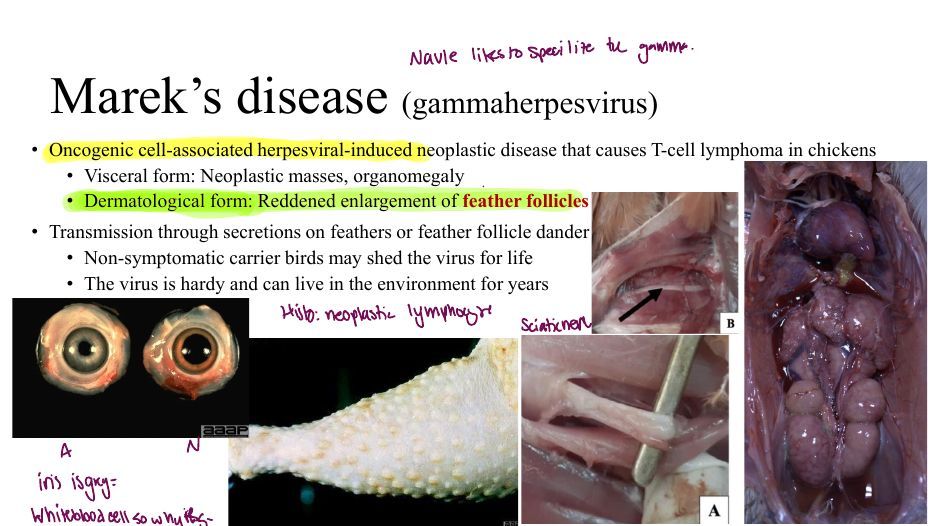 Navle likes to specilize the gamma.
Marek's disease (gammaherpesvirus)
• Oncogenic cell-associated herpesviral-induced neoplastic disease that causes T-cell lymphoma in chickens
• Visceral form: Neoplastic masses, organomegaly
• Dermatological form: Reddened enlargement of feather follicles
• Transmission through secretions on feathers or feather follicle dander
• Non-symptomatic carrier birds may shed the virus for life
• The virus is hardy and can live in the environment for years
Histo: neoplastic lymphocyte
Sciatic nerve
B
aaap
A N
iris is gray=
White blood cell so
A